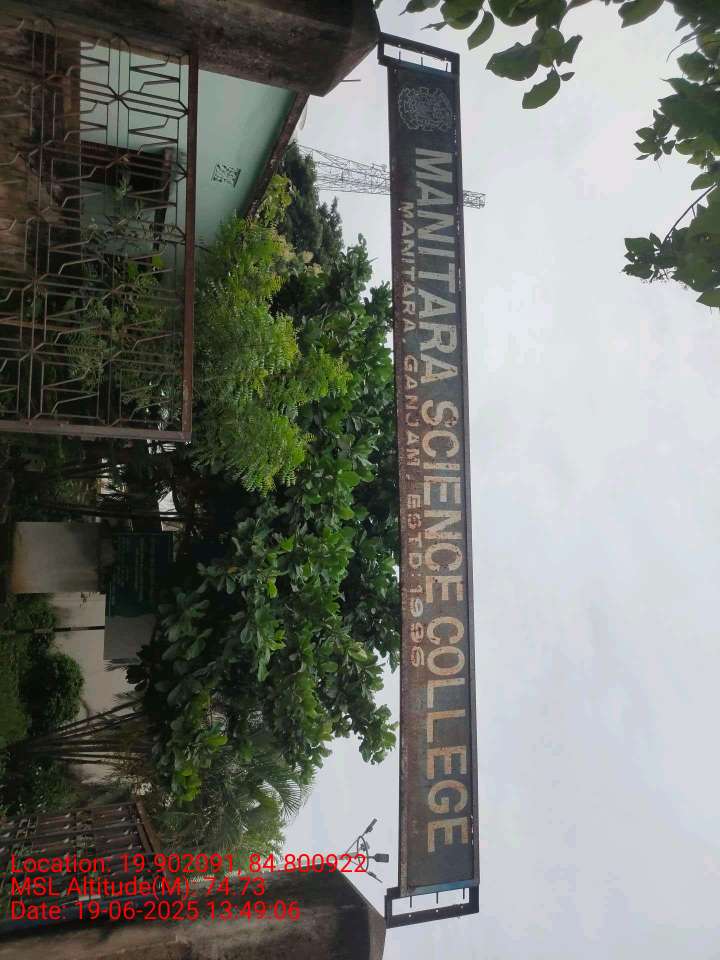 MANITARA SCIENCE COLLEGE
MANITARA, GANJAM, ESTD:1996
Location: 19.902091, 84.800922
MSL Altitude(M): 74.73
Date: 19-06-2025 13:49:06